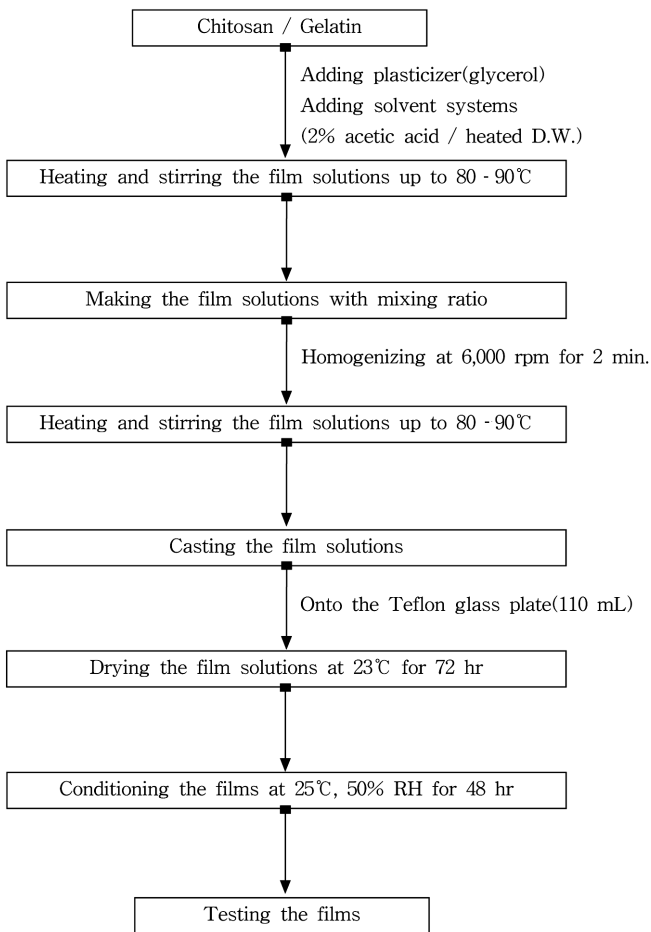 Chitosan / Gelatin
Adding plasticizer(glycerol)
Adding solvent systems
(2% acetic acid / heated D.W.)
Heating and stirring the film solutions up to 80 - 90℃
Making the film solutions with mixing ratio
Homogenizing at 6,000 rpm for 2 min.
Heating and stirring the film solutions up to 80 - 90℃
Casting the film solutions
Onto the Teflon glass plate(110 mL)
Drying the film solutions at 23℃ for 72 hr
Conditioning the films at 25℃, 50% RH for 48 hr
Testing the films